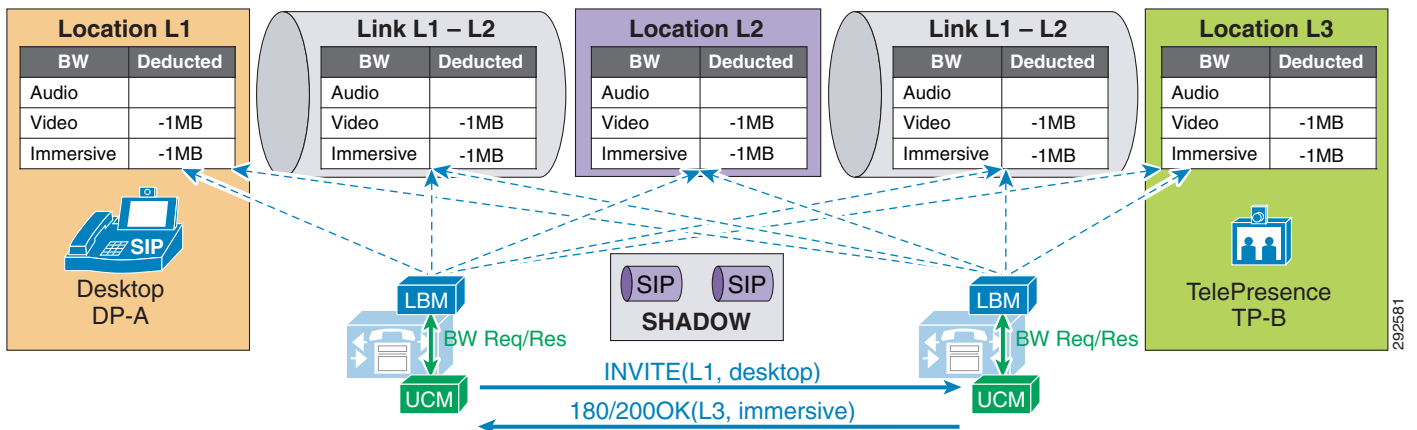 Location L1
BW Deducted
Audio
Video -1MB
Immersive -1MB
Link L1 – L2
BW Deducted
Audio
Video -1MB
Immersive -1MB
Location L2
BW Deducted
Audio
Video -1MB
Immersive -1MB
Link L1 – L2
BW Deducted
Audio
Video -1MB
Immersive -1MB
Location L3
BW Deducted
Audio
Video -1MB
Immersive -1MB
SIP
Desktop
DP-A
LBM
BW Req/Res
UCM
SIP SIP
SHADOW
LBM
BW Req/Res
UCM
TelePresence
TP-B
INVITE(L1, desktop)
180/200OK(L3, immersive)
292581